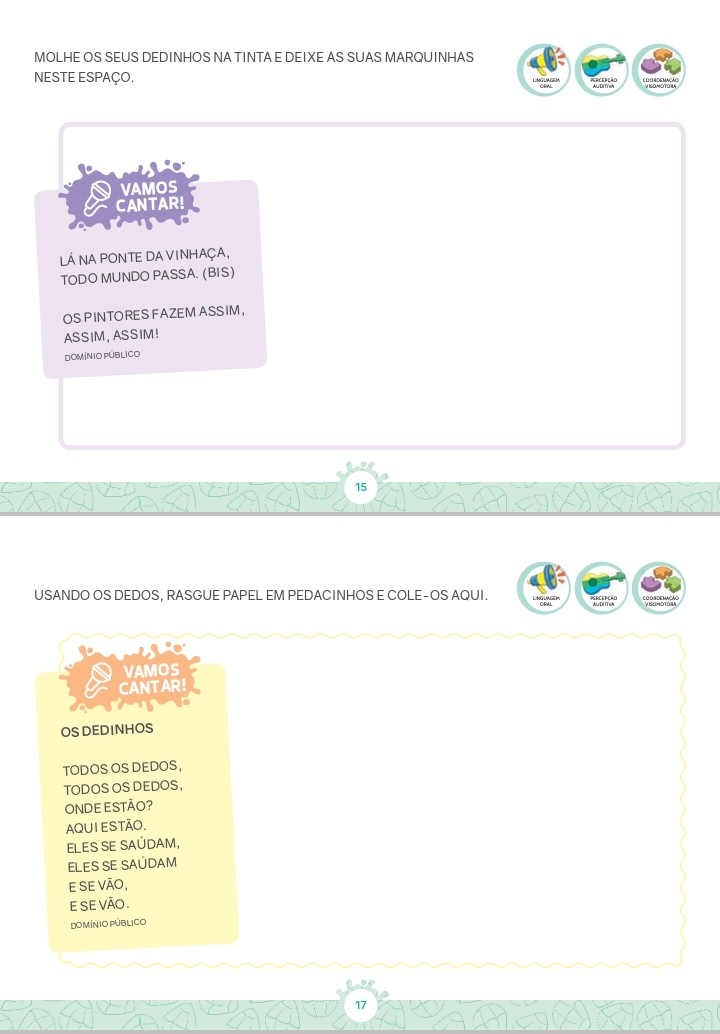 MOLHE OS SEUS DEDINHOS NA TINTA E DEIXE AS SUAS MARQUINHAS
NESTE ESPAÇO.
LINGUAGEM
ORAL
PERCEPÇÃO
AUDITIVA
COORDENAÇÃO
VISOMOTORA
VAMOS
CANTAR!
LÁ NA PONTE DA VINHAÇA,
TODO MUNDO PASSA. (BIS)
OS PINTORES FAZEM ASSIM,
ASSIM, ASSIM!
DOMÍNIO PÚBLICO
15
USANDO OS DEDOS, RASGUE PAPEL EM PEDACINHOS E COLE-OS AQUI.
LINGUAGEM
ORAL
PERCEPÇÃO
AUDITIVA
COORDENAÇÃO
VISOMOTORA
VAMOS
CANTAR!
OS DEDINHOS
TODOS OS DEDOS,
TODOS OS DEDOS,
ONDE ESTÃO?
AQUI ESTÃO.
ELES SE SAÚDAM,
ELES SE SAÚDAM
E SE VÃO,
E SE VÃO.
DOMÍNIO PÚBLICO
17